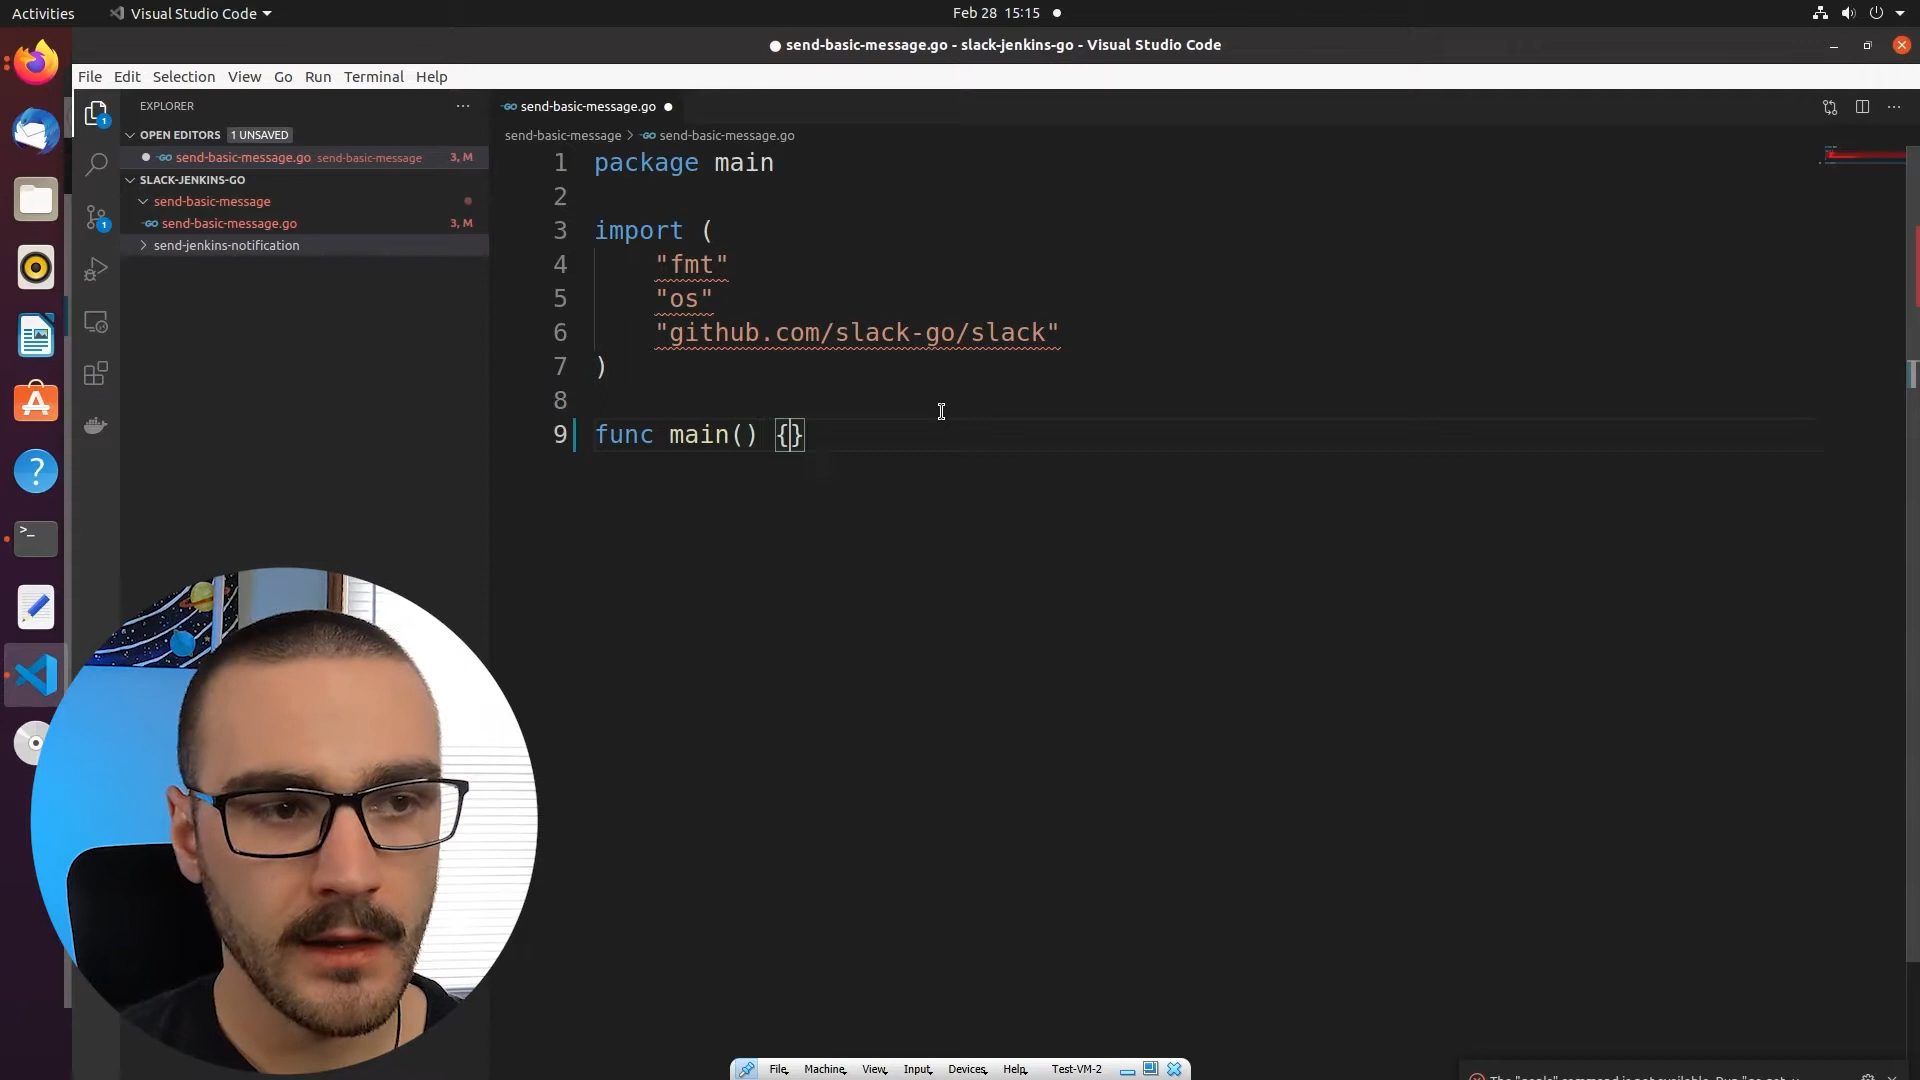 Activities
Visual Studio Code
Feb 28 15:15
send-basic-message.go - slack-jenkins-go - Visual Studio Code
File Edit Selection View Go Run Terminal Help
EXPLORER
OPEN EDITORS 1 UNSAVED
send-basic-message.go send-basic-message 3, M
SLACK-JENKINS-GO
send-basic-message
send-basic-message.go 3, M
send-jenkins-notification
1
1
send-basic-message.go
send-basic-message > send-basic-message.go
1 package main
2
3 import (
4 "fmt"
5 "os"
6 "github.com/slack-go/slack"
7 )
8
9 func main() {}
File Machine View Input Devices Help Test-VM-2